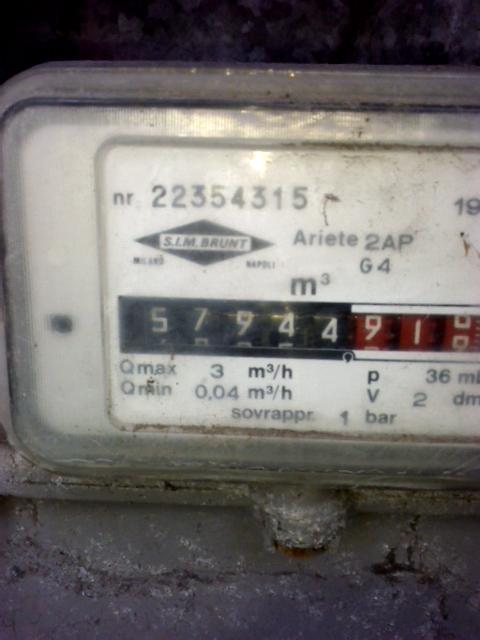 nr 22354315 19
S.I.M. BRUNT
MILANO NAPOLI
Ariete 2AP
G4
m³
5 7 9 4 4 9 1
Qmax 3 m³/h p 36
Qmin 0,04 m³/h V 2
sovrappr. 1 bar